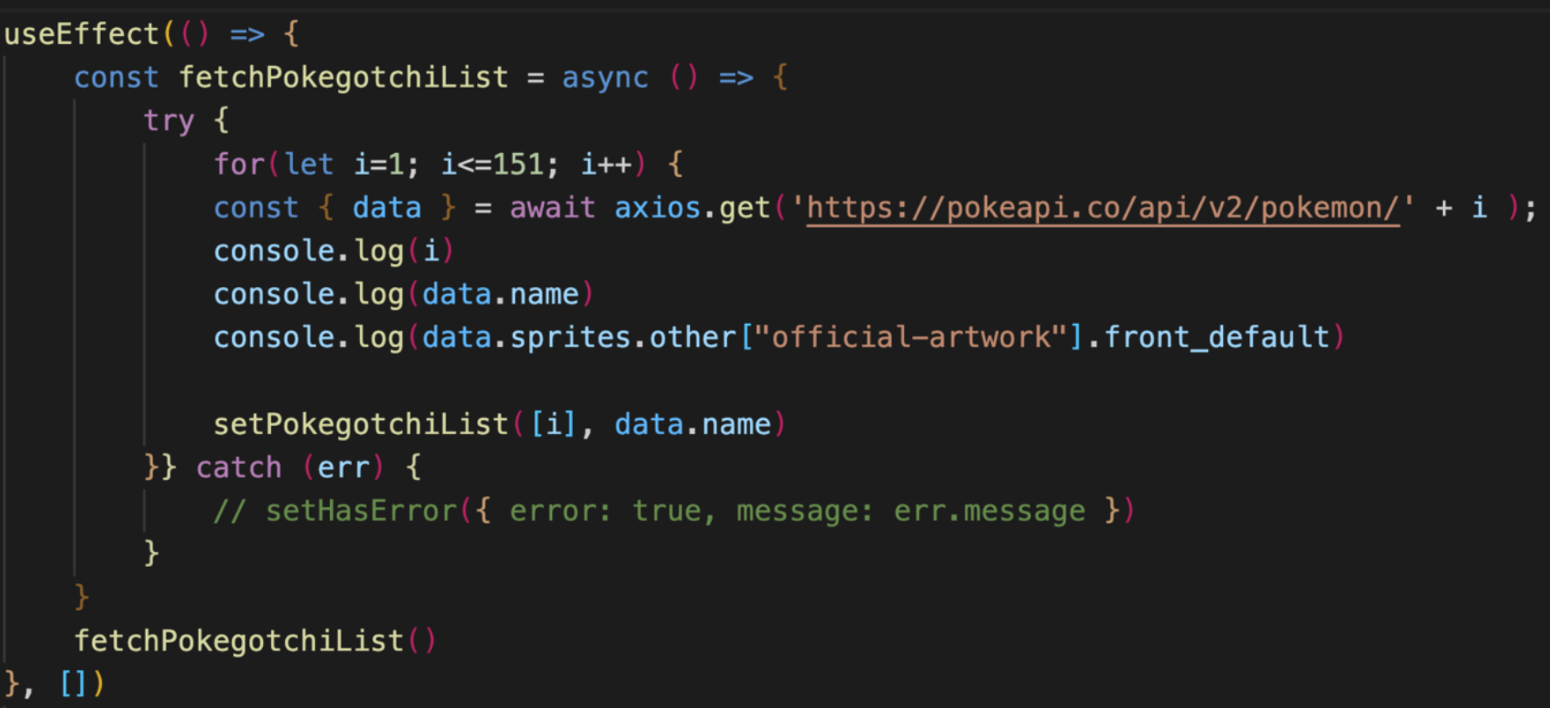 useEffect(() => {
const fetchPokegotchiList = async () => {
try {
for(let i=1; i<=151; i++) {
const { data } = await axios.get('https://pokeapi.co/api/v2/pokemon/' + i );
console.log(i)
console.log(data.name)
console.log(data.sprites.other["official-artwork"].front_default)
setPokegotchiList([i], data.name)
}} catch (err) {
// setHasError({ error: true, message: err.message })
}
}
fetchPokegotchiList()
}, [])